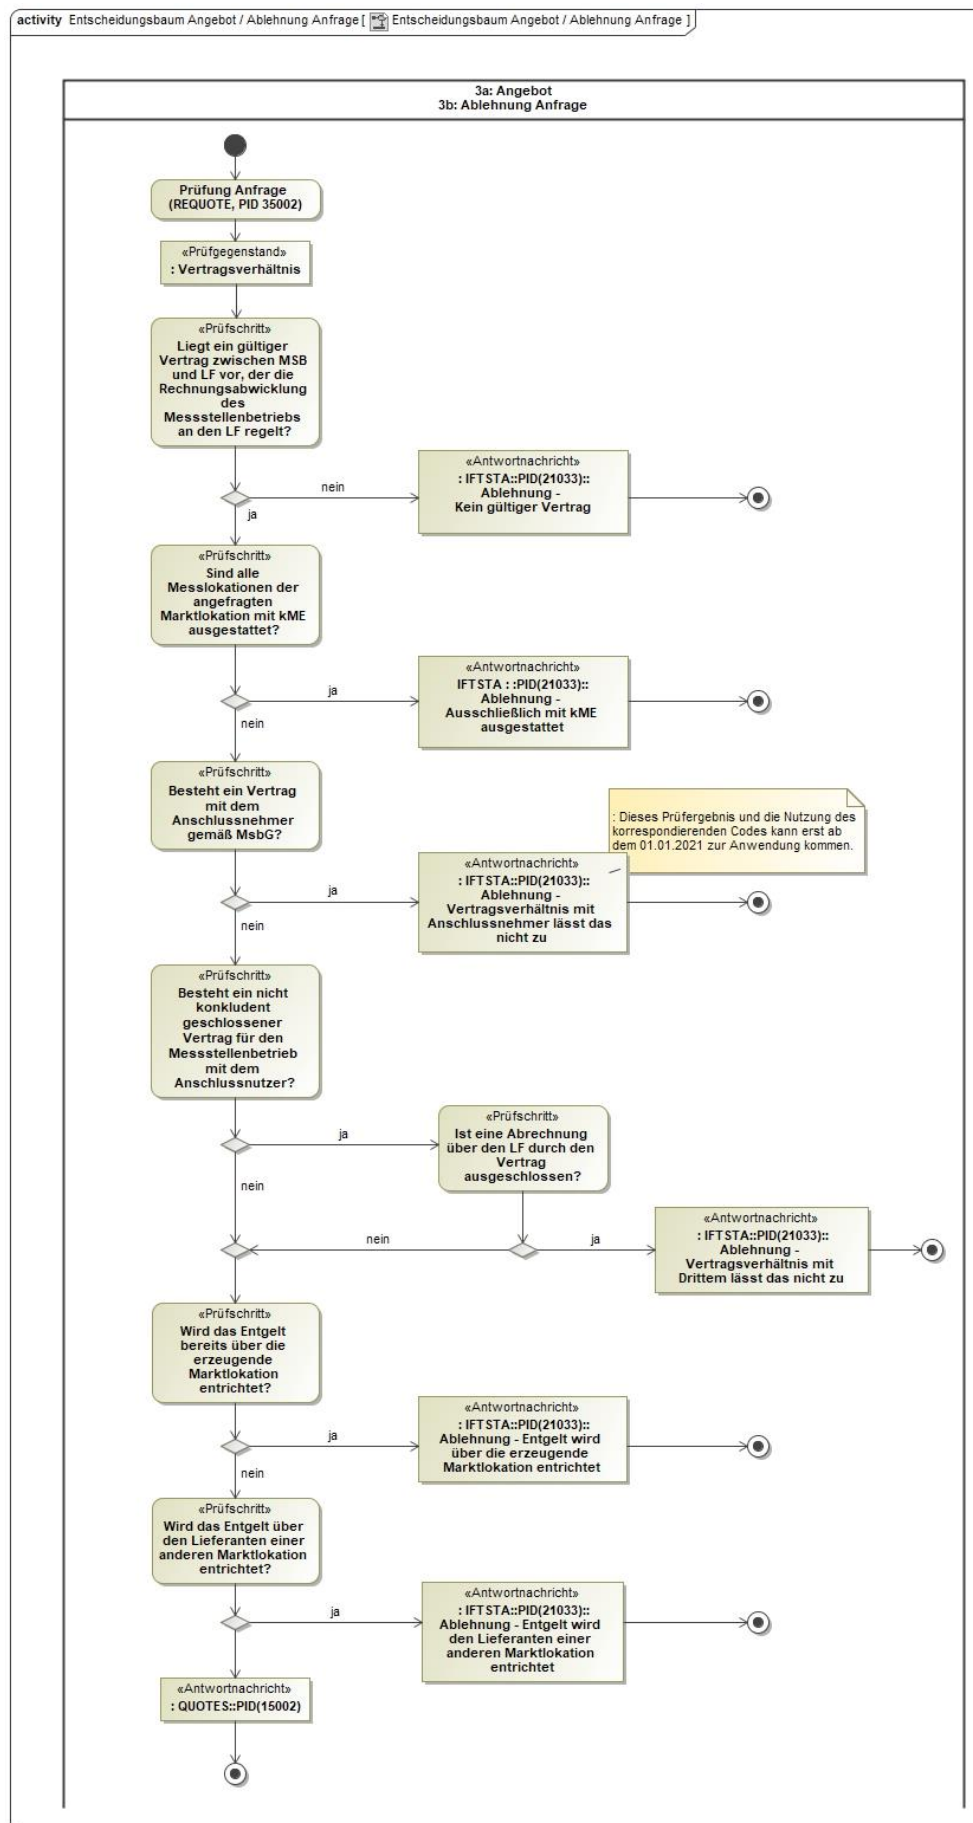 activity Entscheidungsbaum Angebot / Ablehnung Anfrage [ Entscheidungsbaum Angebot / Ablehnung Anfrage ]
3a: Angebot
3b: Ablehnung Anfrage
Prüfung Anfrage
(REQUOTE, PID 35002)
«Prüfgegenstand»
: Vertragsverhältnis
«Prüfschritt»
Liegt ein gültiger
Vertrag zwischen MSB
und LF vor, der die
Rechnungsabwicklung
des
Messstellenbetriebs
an den LF regelt?
nein
«Antwortnachricht»
: IFTSTA::PID(21033)::
Ablehnung -
Kein gültiger Vertrag
ja
«Prüfschritt»
Sind alle
Messlokationen der
angefragten
Marktlokation mit kME
ausgestattet?
ja
«Antwortnachricht»
IFTSTA : :PID(21033)::
Ablehnung -
Ausschließlich mit kME
ausgestattet
nein
«Prüfschritt»
Besteht ein Vertrag
mit dem
Anschlussnehmer
gemäß MsbG?
: Dieses Prüfergebnis und die Nutzung des
korrespondierenden Codes kann erst ab
dem 01.01.2021 zur Anwendung kommen.
ja
«Antwortnachricht»
: IFTSTA::PID(21033)::
Ablehnung -
Vertragsverhältnis mit
Anschlussnehmer lässt das
nicht zu
nein
«Prüfschritt»
Besteht ein nicht
konkludent
geschlossener
Vertrag für den
Messstellenbetrieb
mit dem
Anschlussnutzer?
ja
«Prüfschritt»
Ist eine Abrechnung
über den LF durch den
Vertrag
ausgeschlossen?
nein
nein
ja
«Antwortnachricht»
: IFTSTA::PID(21033)::
Ablehnung -
Vertragsverhältnis mit
Drittem lässt das nicht zu
«Prüfschritt»
Wird das Entgelt
bereits über die
erzeugende
Marktlokation
entrichtet?
ja
«Antwortnachricht»
: IFTSTA::PID(21033)::
Ablehnung - Entgelt wird
über die erzeugende
Marktlokation entrichtet
nein
«Prüfschritt»
Wird das Entgelt über
den Lieferanten einer
anderen Marktlokation
entrichtet?
ja
«Antwortnachricht»
: IFTSTA::PID(21033)::
Ablehnung - Entgelt wird
den Lieferanten einer
anderen Marktlokation
entrichtet
«Antwortnachricht»
: QUOTES::PID(15002)